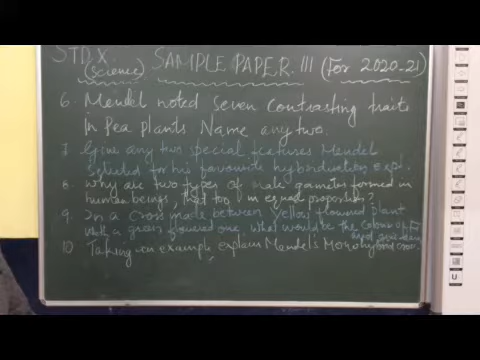 STD X. SAMPLE PAPER. III (For 2020-21)
(Science)
6. Mendel noted seven contrasting traits
in Pea plants Name any two.
7. Give any two special features Mendel
Selected for his favourite hybridization expt.
8. Why are two types of male gametes formed in
human beings, that too in equal proportion?
9. In a cross made between Yellow flowered plant
with a green flowered one, what would be the colour of F1
and
10. Taking an example, explain Mendel's Monohybrid cross.